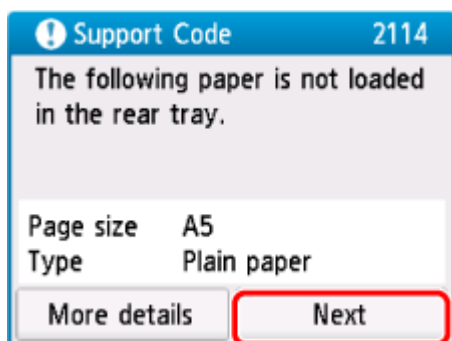 Support Code 2114
The following paper is not loaded
in the rear tray.
Page size A5
Type Plain paper
More details Next